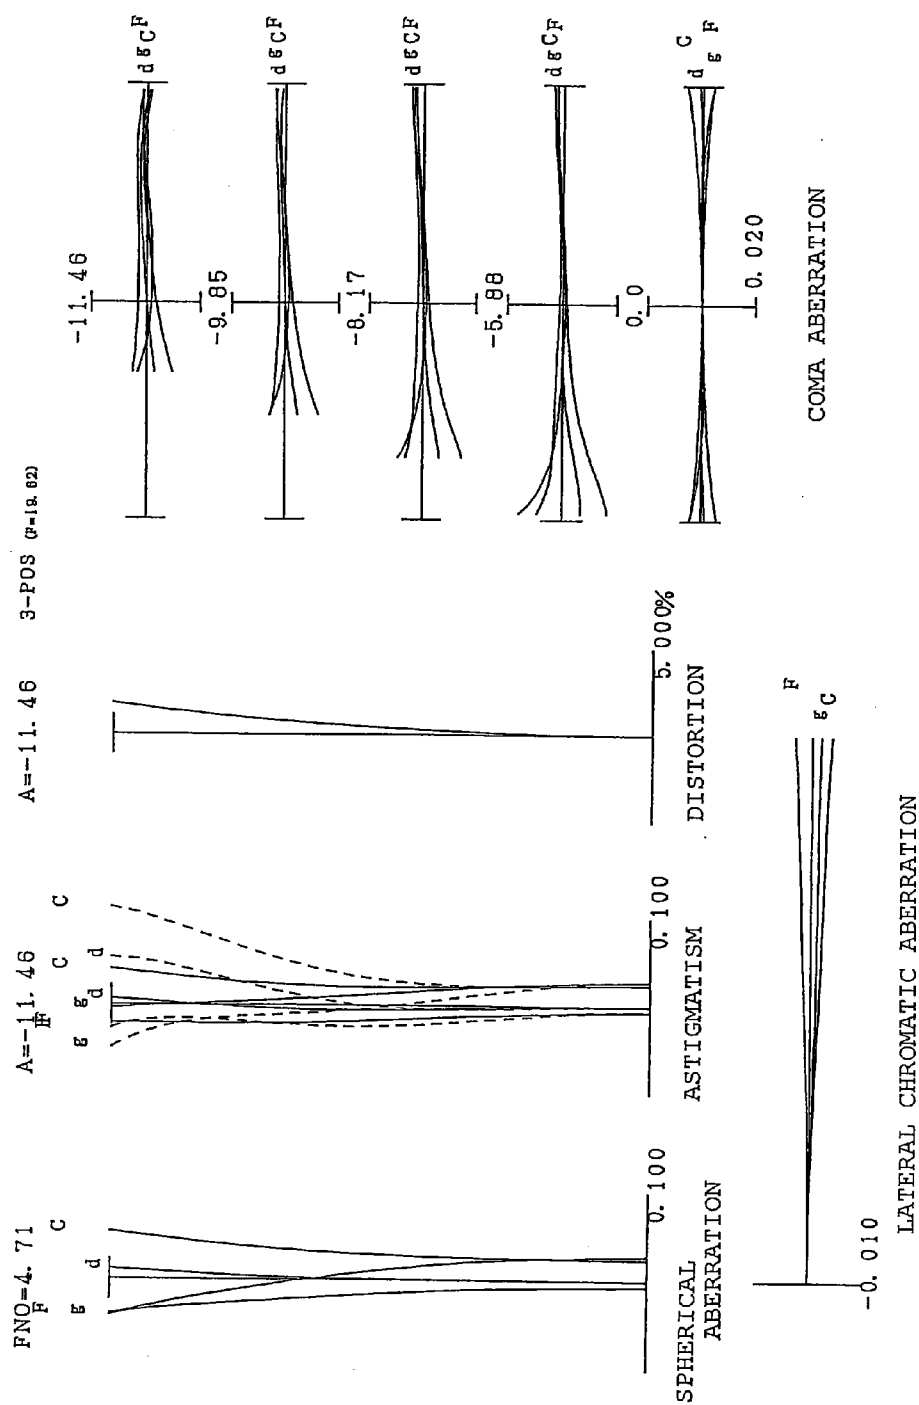 FNO=4.71
F
g
d
C
0.100
SPHERICAL
ABERRATION
A=-11.46
F
g
g
d
C
d
C
0.100
ASTIGMATISM
A=-11.46
5.000%
DISTORTION
3-POS (F=19.62)
-11.46
d g C F
-9.85
d g C F
-8.17
d g C F
-5.88
d g C F
0.0
d C
g F
0.020
COMA ABERRATION
F
g C
-0.010
LATERAL CHROMATIC ABERRATION